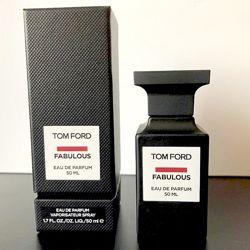 TOM FORD
FABULOUS
EAU DE PARFUM
50 ML
EAU DE PARFUM
VAPORISATEUR SPRAY
1.7 FL. OZ./OZ. LIQ./50 ml ℮
TOM FORD
FABULOUS
EAU DE PARFUM
50 ML